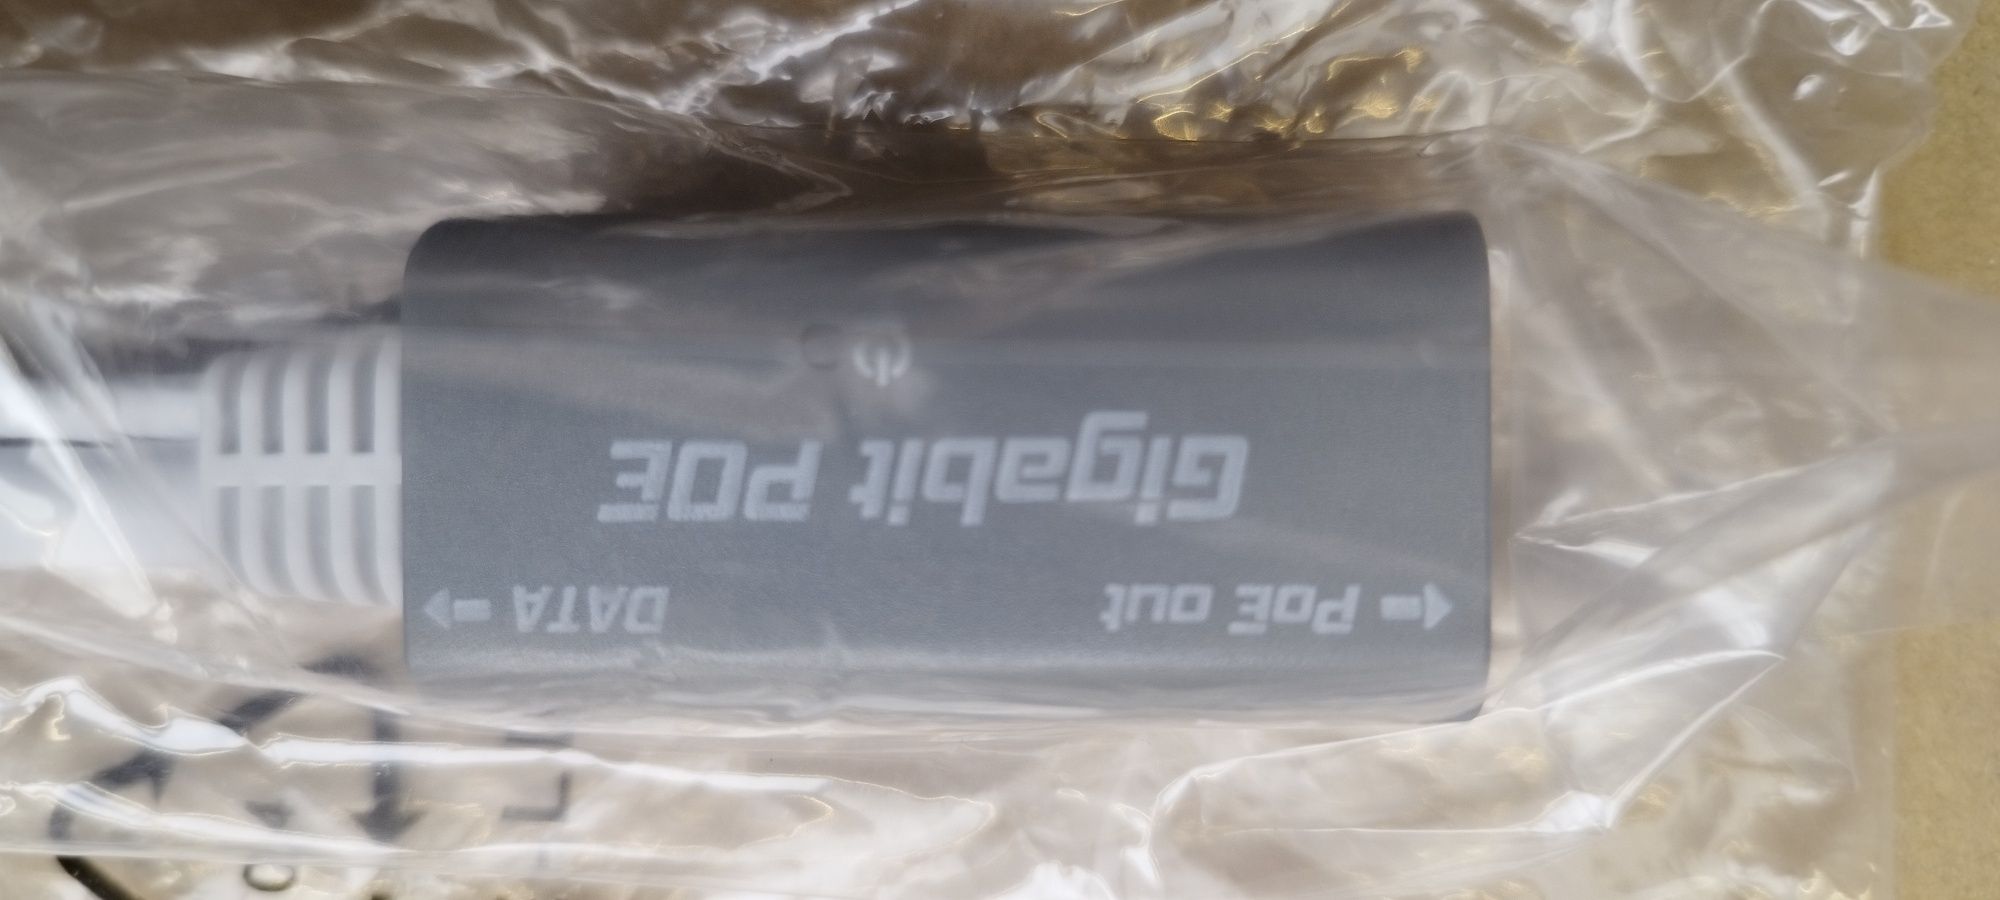 ← PoE out DATA →
Gigabit POE